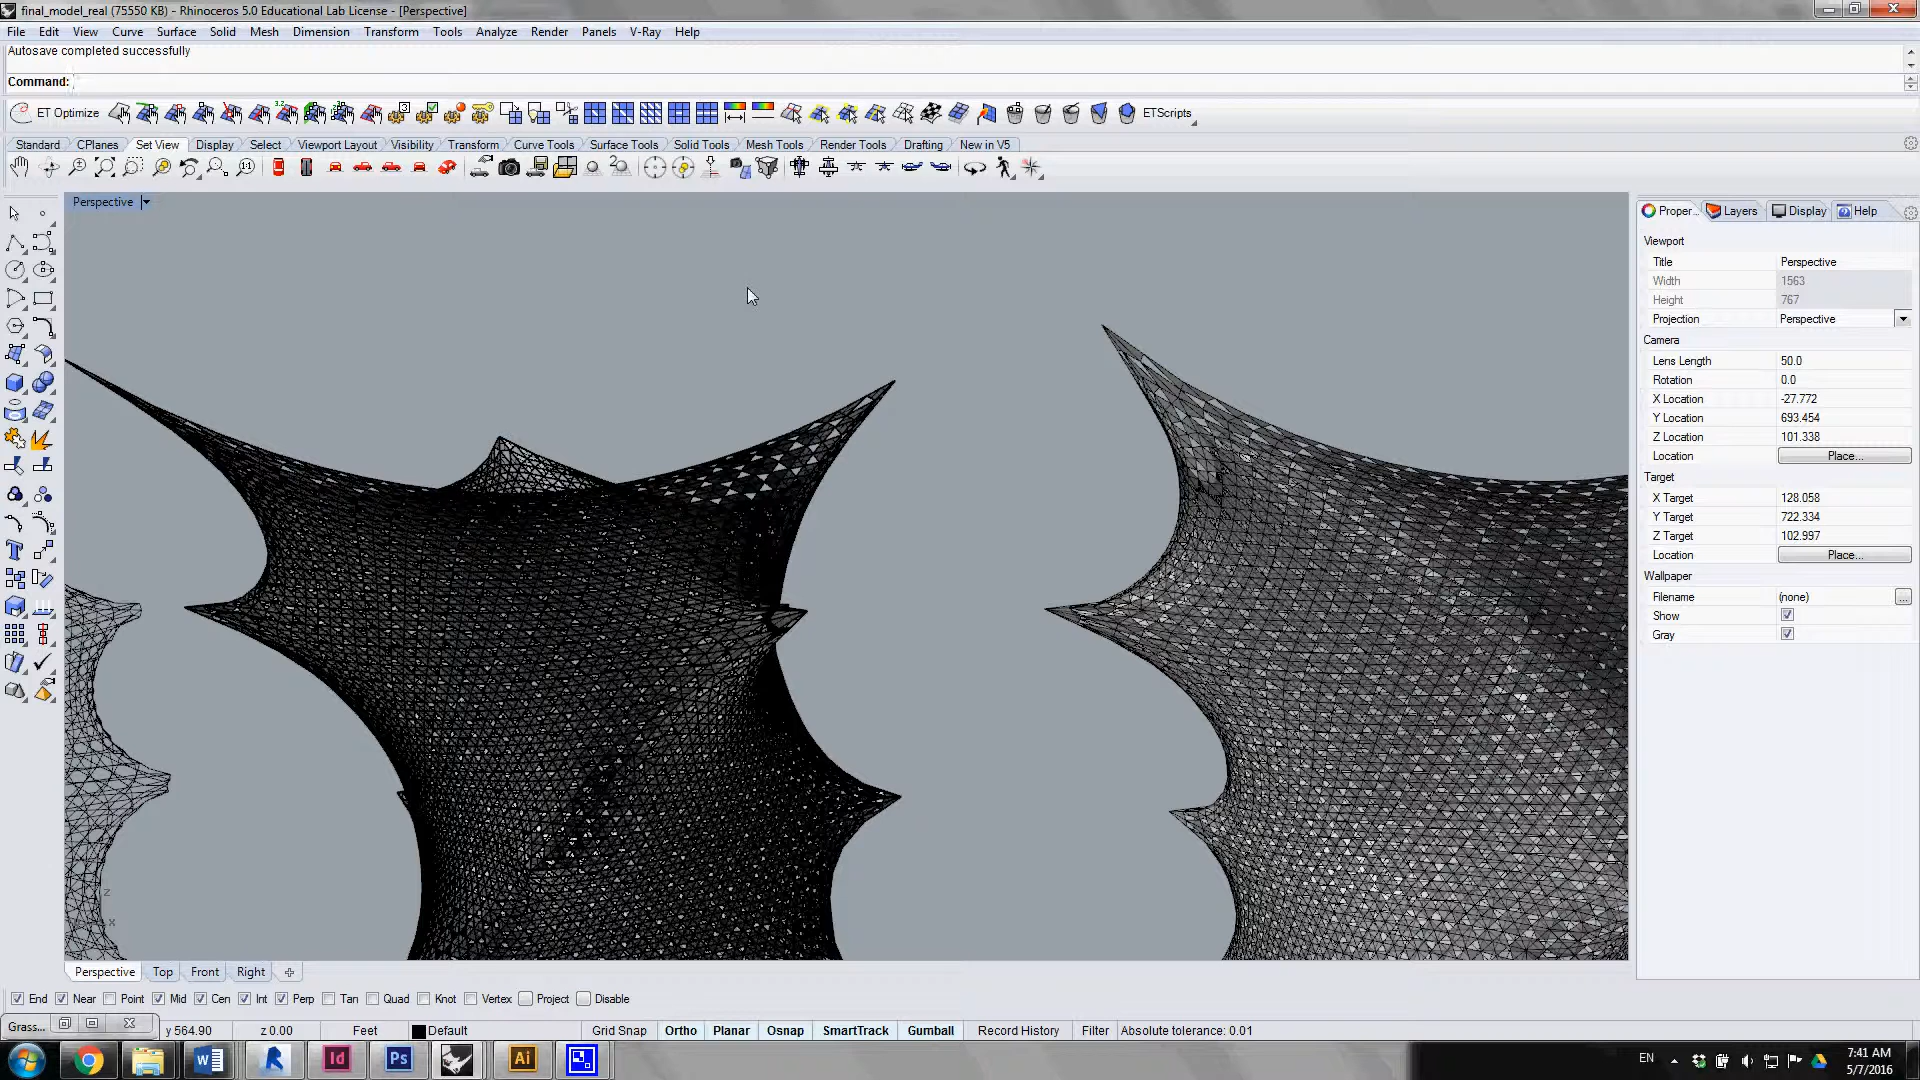 final_model_real (75550 KB) - Rhinoceros 5.0 Educational Lab License - [Perspective]
File Edit View Curve Surface Solid Mesh Dimension Transform Tools Analyze Render Panels V-Ray Help
Autosave completed successfully
Command:
ET Optimize ETScripts
Standard CPlanes Set View Display Select Viewport Layout Visibility Transform Curve Tools Surface Tools Solid Tools Mesh Tools Render Tools Drafting New in V5
Perspective
Proper... Layers Display Help
Viewport
Title Perspective
Width 1563
Height 767
Projection Perspective
Camera
Lens Length 50.0
Rotation 0.0
X Location -27.772
Y Location 693.454
Z Location 101.338
Location Place...
Target
X Target 128.058
Y Target 722.334
Z Target 102.997
Location Place...
Wallpaper
Filename (none) ...
Show
Gray
z
x
Perspective Top Front Right
End Near Point Mid Cen Int Perp Tan Quad Knot Vertex Project Disable
Grass... y 564.90 z 0.00 Feet Default Grid Snap Ortho Planar Osnap SmartTrack Gumball Record History Filter Absolute tolerance: 0.01
W R Id Ps Ai
EN 7:41 AM
5/7/2016